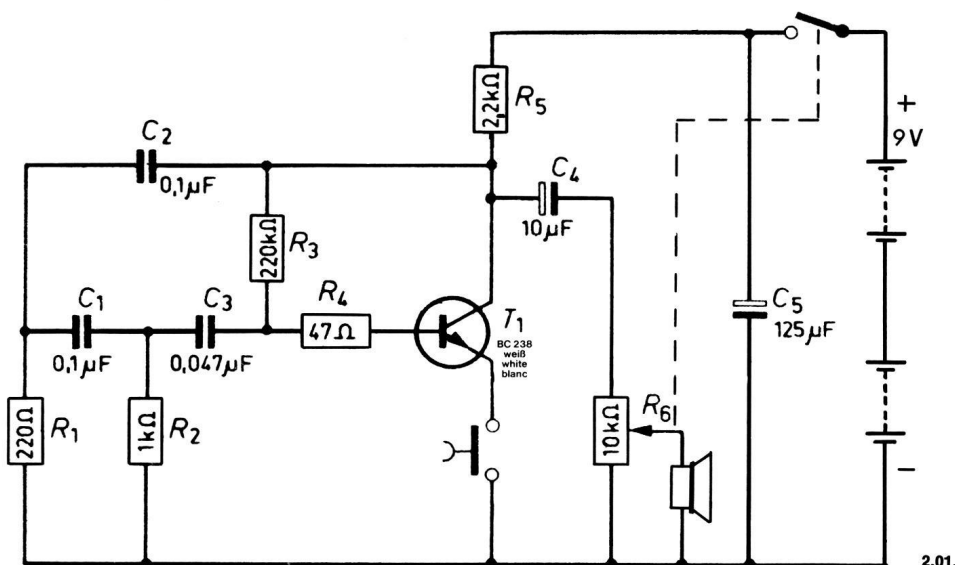 2,2kΩ
R5
+
9V
C2
0,1µF
C4
10µF
220kΩ
R3
C1
0,1µF
C3
0,047µF
R4
47Ω
T1
BC 238
weiß
white
blanc
C5
125µF
220Ω
R1
1kΩ
R2
10kΩ
R6
−
2.01.